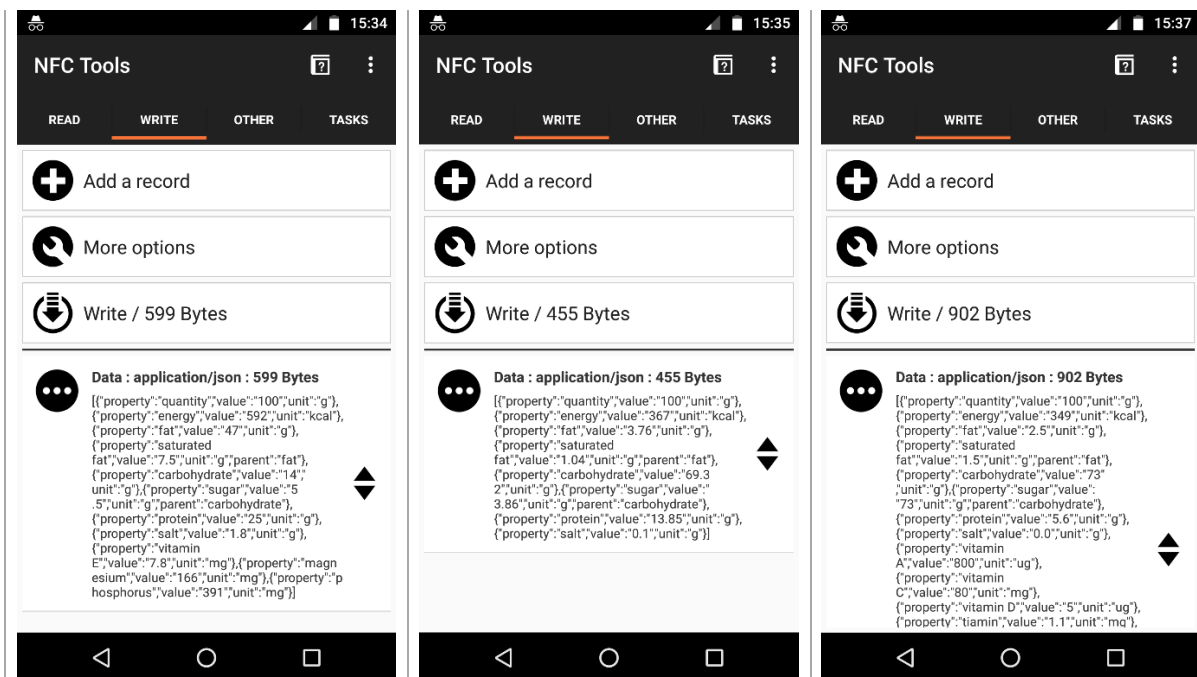 15:34
NFC Tools
READ WRITE OTHER TASKS
Add a record
More options
Write / 599 Bytes
Data : application/json : 599 Bytes
[{"property":"quantity","value":"100","unit":"g"},
{"property":"energy","value":"592","unit":"kcal"},
{"property":"fat","value":"47","unit":"g"},
{"property":"saturated
fat","value":"7.5","unit":"g","parent":"fat"},
{"property":"carbohydrate","value":"14",
unit":"g"},{"property":"sugar","value":"5
.5","unit":"g","parent":"carbohydrate"},
{"property":"protein","value":"25","unit":"g"},
{"property":"salt","value":"1.8","unit":"g"},
{"property":"vitamin
E","value":"7.8","unit":"mg"},{"property":"magn
esium","value":"166","unit":"mg"},{"property":"p
hosphorus","value":"391","unit":"mg"}]
15:35
NFC Tools
READ WRITE OTHER TASKS
Add a record
More options
Write / 455 Bytes
Data : application/json : 455 Bytes
[{"property":"quantity","value":"100","unit":"g"},
{"property":"energy","value":"367","unit":"kcal"},
{"property":"fat","value":"3.76","unit":"g"},
{"property":"saturated
fat","value":"1.04","unit":"g","parent":"fat"},
{"property":"carbohydrate","value":"69.3
2","unit":"g"},{"property":"sugar","value":"
3.86","unit":"g","parent":"carbohydrate"},
{"property":"protein","value":"13.85","unit":"g"},
{"property":"salt","value":"0.1","unit":"g"}]
15:37
NFC Tools
READ WRITE OTHER TASKS
Add a record
More options
Write / 902 Bytes
Data : application/json : 902 Bytes
[{"property":"quantity","value":"100","unit":"g"},
{"property":"energy","value":"349","unit":"kcal"},
{"property":"fat","value":"2.5","unit":"g"},
{"property":"saturated
fat","value":"1.5","unit":"g","parent":"fat"},
{"property":"carbohydrate","value":"73"
,"unit":"g"},{"property":"sugar","value":
"73","unit":"g","parent":"carbohydrate"},
{"property":"protein","value":"5.6","unit":"g"},
{"property":"salt","value":"0.0","unit":"g"},
{"property":"vitamin
A","value":"800","unit":"ug"},
{"property":"vitamin
C","value":"80","unit":"mg"},
{"property":"vitamin D","value":"5","unit":"ug"},
{"property":"tiamin","value":"1.1","unit":"mg"},